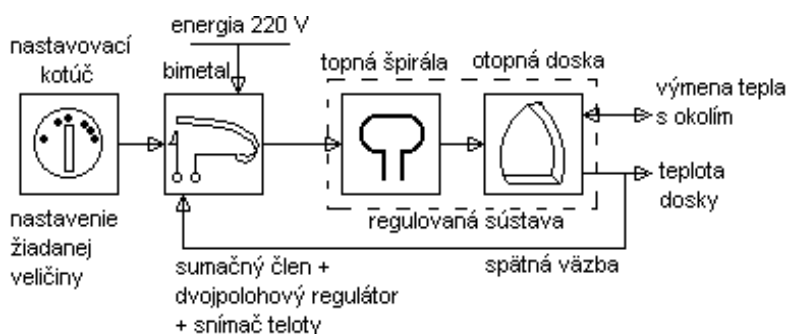 energia 220 V
nastavovací
kotúč
bimetal
topná špirála
otopná doska
výmena tepla
s okolím
teplota
dosky
regulovaná sústava
nastavenie
žiadanej
veličiny
sumačný člen +
dvojpolohový regulátor
+ snímač teloty
spätná väzba